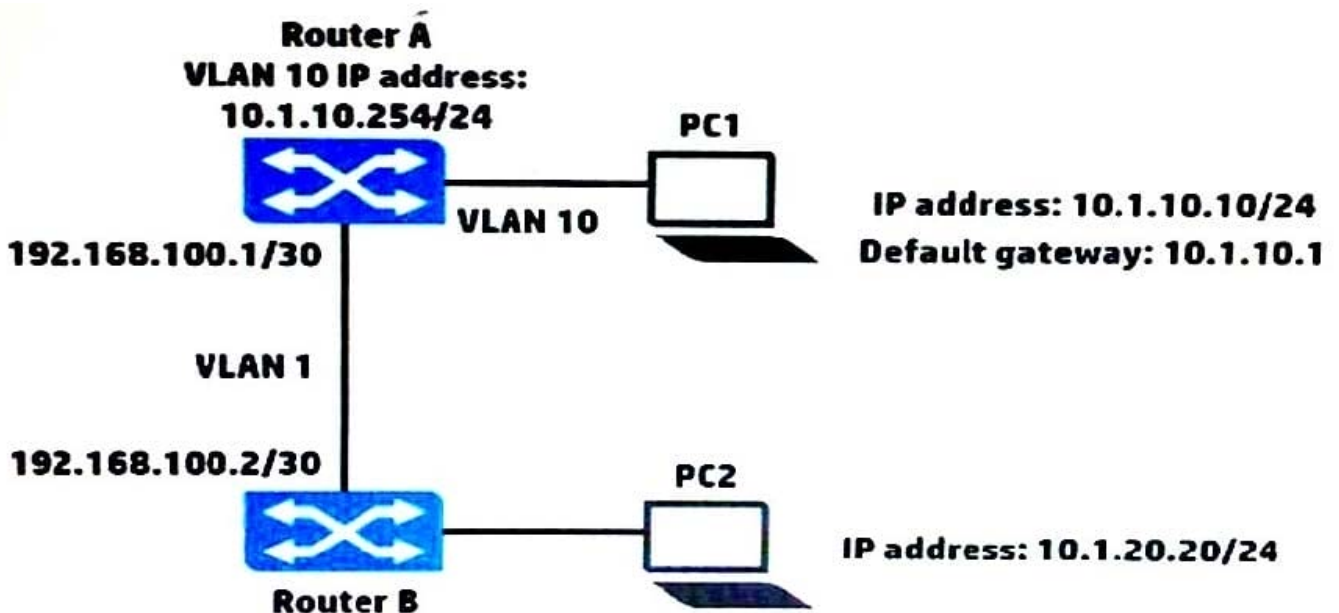 Router A
VLAN 10 IP address:
10.1.10.254/24
PC1
VLAN 10
IP address: 10.1.10.10/24
Default gateway: 10.1.10.1
192.168.100.1/30
VLAN 1
192.168.100.2/30
PC2
IP address: 10.1.20.20/24
Router B